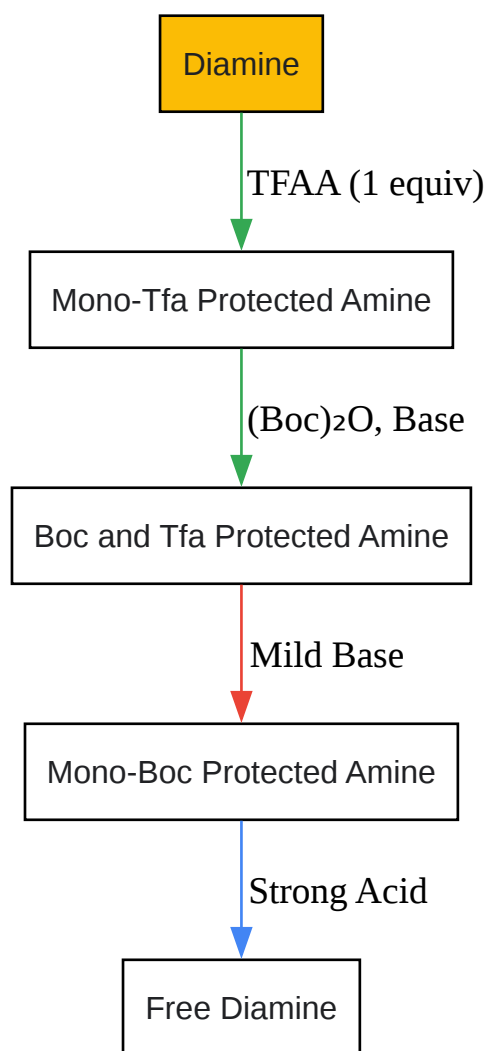 Diamine
TFAA (1 equiv)
Mono-Tfa Protected Amine
(Boc)₂O, Base
Boc and Tfa Protected Amine
Mild Base
Mono-Boc Protected Amine
Strong Acid
Free Diamine